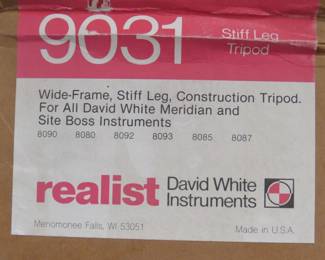 9031 Stiff Leg
Tripod
Wide-Frame, Stiff Leg, Construction Tripod.
For All David White Meridian and
Site Boss Instruments
8090 8080 8092 8093 8085 8087
realist David White
Instruments
Menomonee Falls, WI 53051 Made in U.S.A.